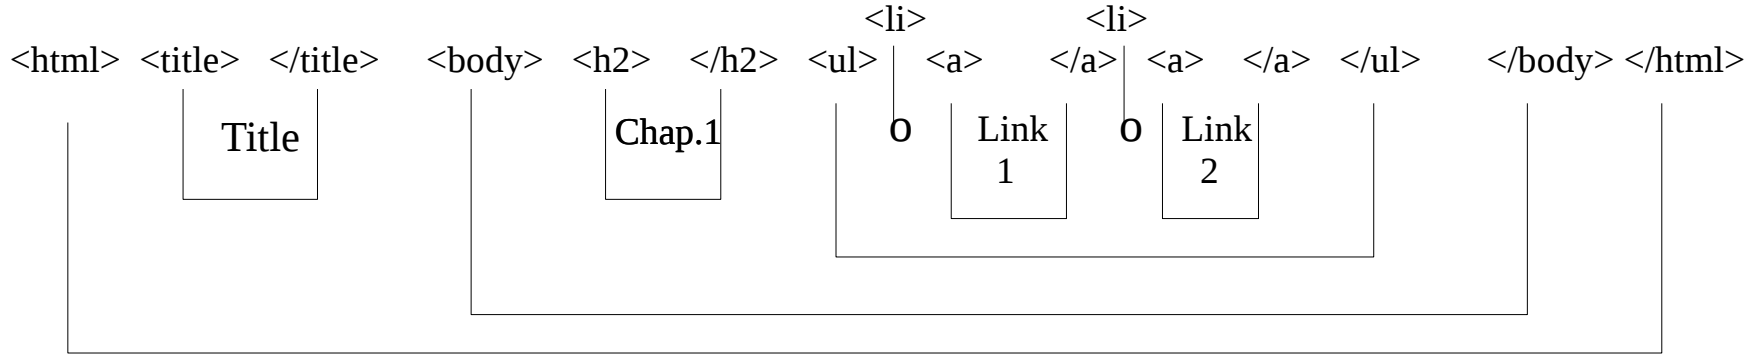 <li> <li>
<html> <title> </title> <body> <h2> </h2> <ul> <a> </a> <a> </a> </ul> </body> </html>
Title Chap.1 o Link o Link
1 2